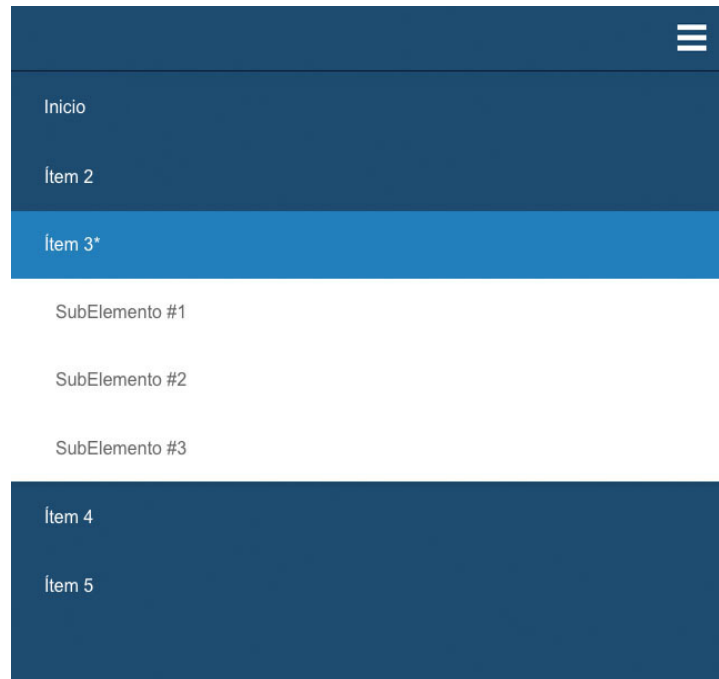 Inicio
Ítem 2
Ítem 3*
SubElemento #1
SubElemento #2
SubElemento #3
Ítem 4
Ítem 5